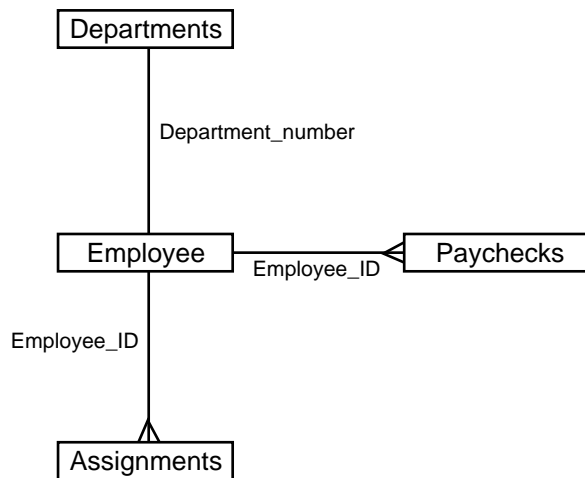 Departments
Department_number
Employee
Employee_ID
Paychecks
Employee_ID
Assignments